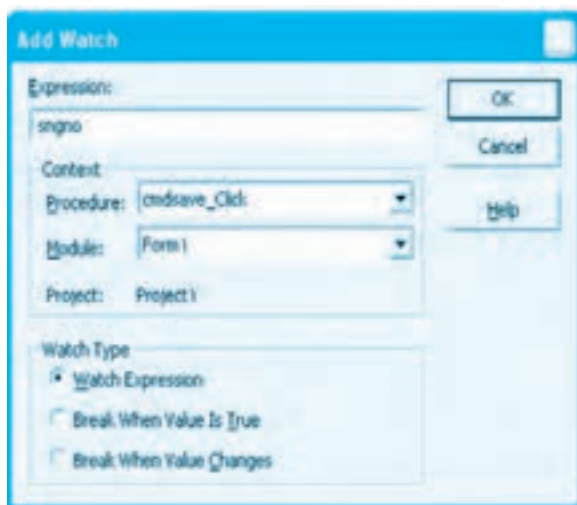 Add Watch
Expression:
sngno
OK
Cancel
Help
Context
Procedure: cmdsave_Click
Module: Form1
Project: Project1
Watch Type
Watch Expression
Break When Value Is True
Break When Value Changes